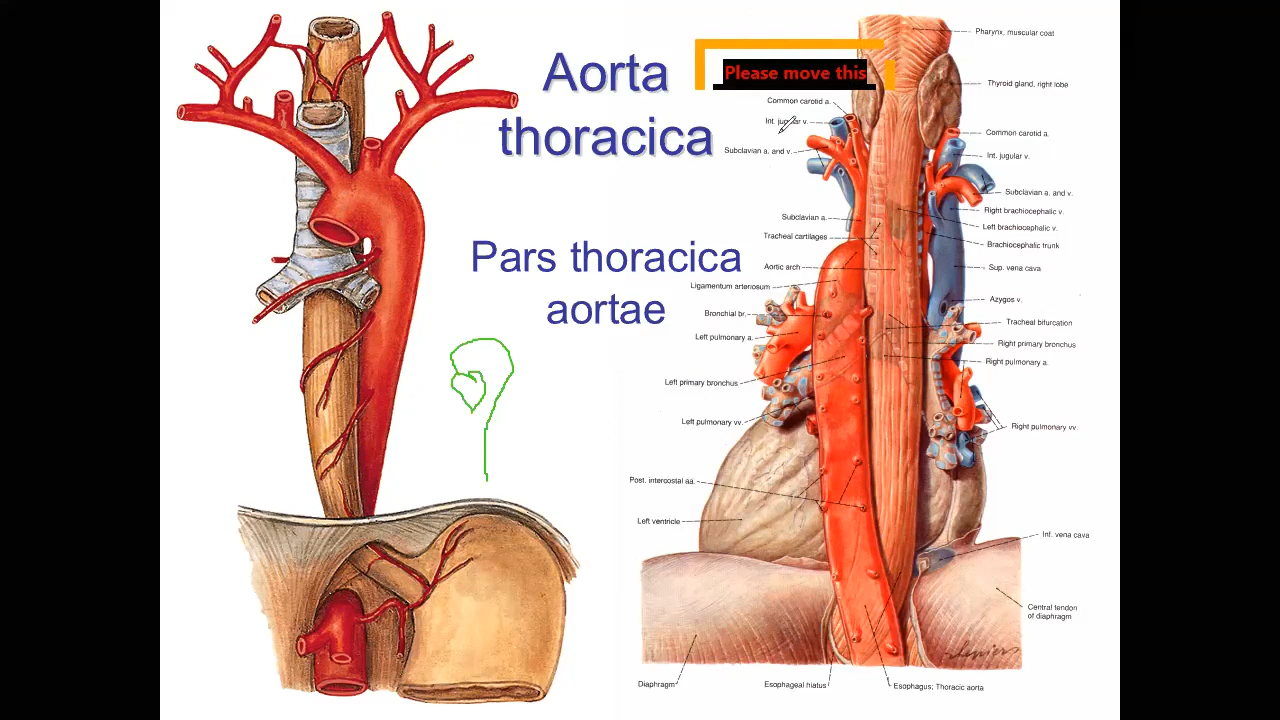 Aorta
thoracica
Pars thoracica
aortae
Please move this
Pharynx, muscular coat
Thyroid gland, right lobe
Common carotid a.
Int. jugular v.
Subclavian a. and v.
Subclavian a.
Tracheal cartilages
Aortic arch
Ligamentum arteriosum
Bronchial br.
Left pulmonary a.
Left primary bronchus
Left pulmonary vv.
Post. intercostal aa.
Left ventricle
Diaphragm
Esophageal hiatus
Esophagus; Thoracic aorta
Common carotid a.
Int. jugular v.
Subclavian a. and v.
Right brachiocephalic v.
Left brachiocephalic v.
Brachiocephalic trunk
Sup. vena cava
Azygos v.
Tracheal bifurcation
Right primary bronchus
Right pulmonary a.
Right pulmonary vv.
Inf. vena cava
Central tendon
of diaphragm